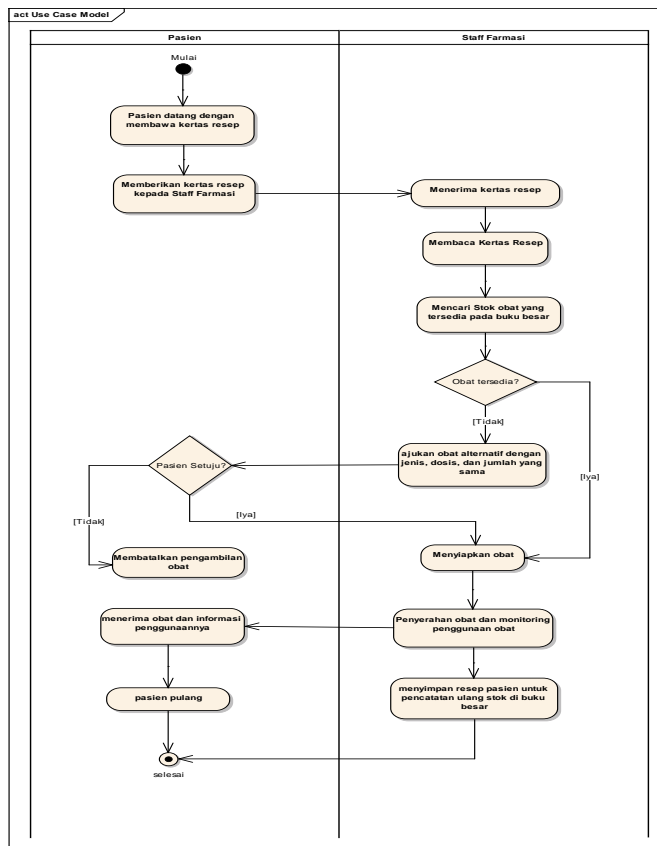 act Use Case Model
Pasien
Staff Farmasi
Mulai
Pasien datang dengan
membawa kertas resep
Memberikan kertas resep
kepada Staff Farmasi
Menerima kertas resep
Membaca Kertas Resep
Mencari Stok obat yang
tersedia pada buku besar
Obat tersedia?
[Tidak]
[Iya]
ajukan obat alternatif dengan
jenis, dosis, dan jumlah yang
sama
Pasien Setuju?
[Tidak]
[Iya]
Membatalkan pengambilan
obat
Menyiapkan obat
Penyerahan obat dan monitoring
penggunaan obat
menerima obat dan informasi
penggunaannya
pasien pulang
menyimpan resep pasien untuk
pencatatan ulang stok di buku
besar
selesai